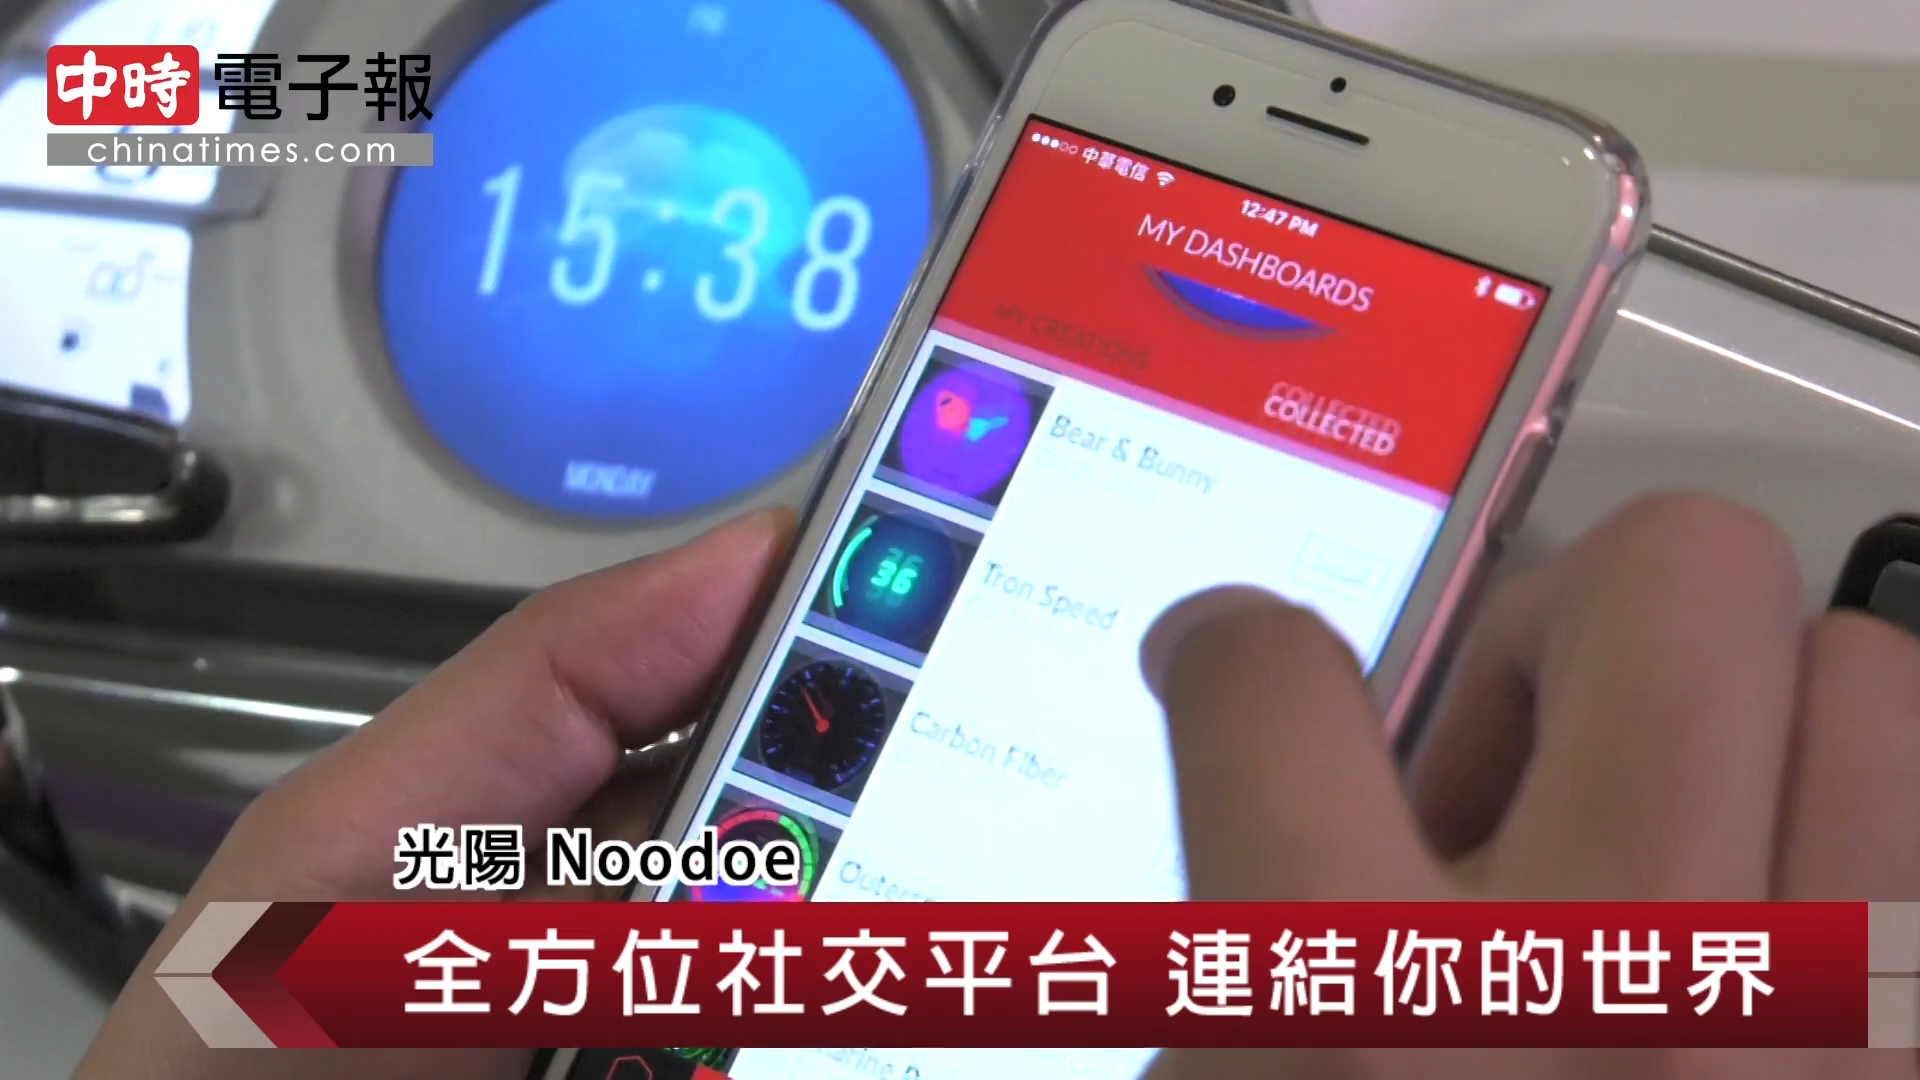 中時電子報
chinatimes.com
15:38
MONDAY
中華電信
12:47 PM
MY DASHBOARDS
MY CREATIONS
COLLECTED
Bear & Bunny
36
Tron Speed
Carbon Fiber
光陽 Noodoe
全方位社交平台 連結你的世界